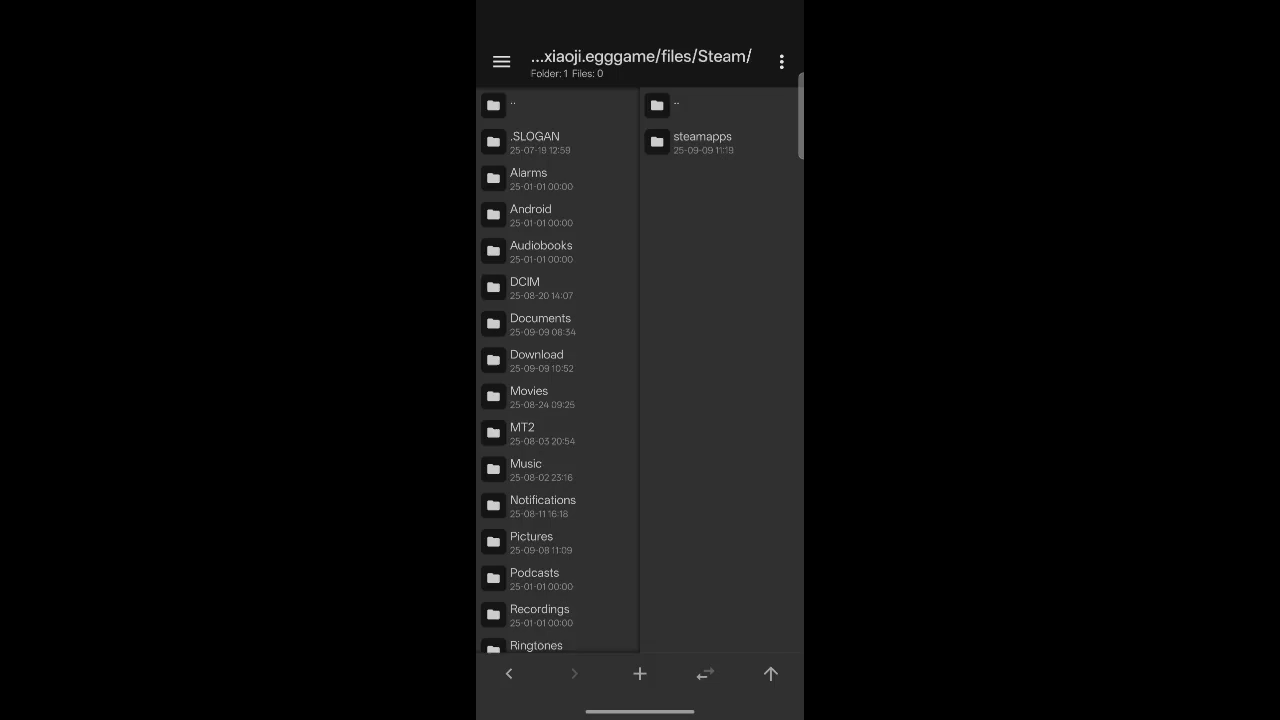 ...xiaoji.egggame/files/Steam/
Folder: 1 Files: 0
..
.SLOGAN
25-07-19 12:59
Alarms
25-01-01 00:00
Android
25-01-01 00:00
Audiobooks
25-01-01 00:00
DCIM
25-08-20 14:07
Documents
25-09-09 08:34
Download
25-09-09 10:52
Movies
25-08-24 09:25
MT2
25-08-03 20:54
Music
25-08-02 23:16
Notifications
25-08-11 16:18
Pictures
25-09-08 11:09
Podcasts
25-01-01 00:00
Recordings
25-01-01 00:00
Ringtones
..
steamapps
25-09-09 11:19